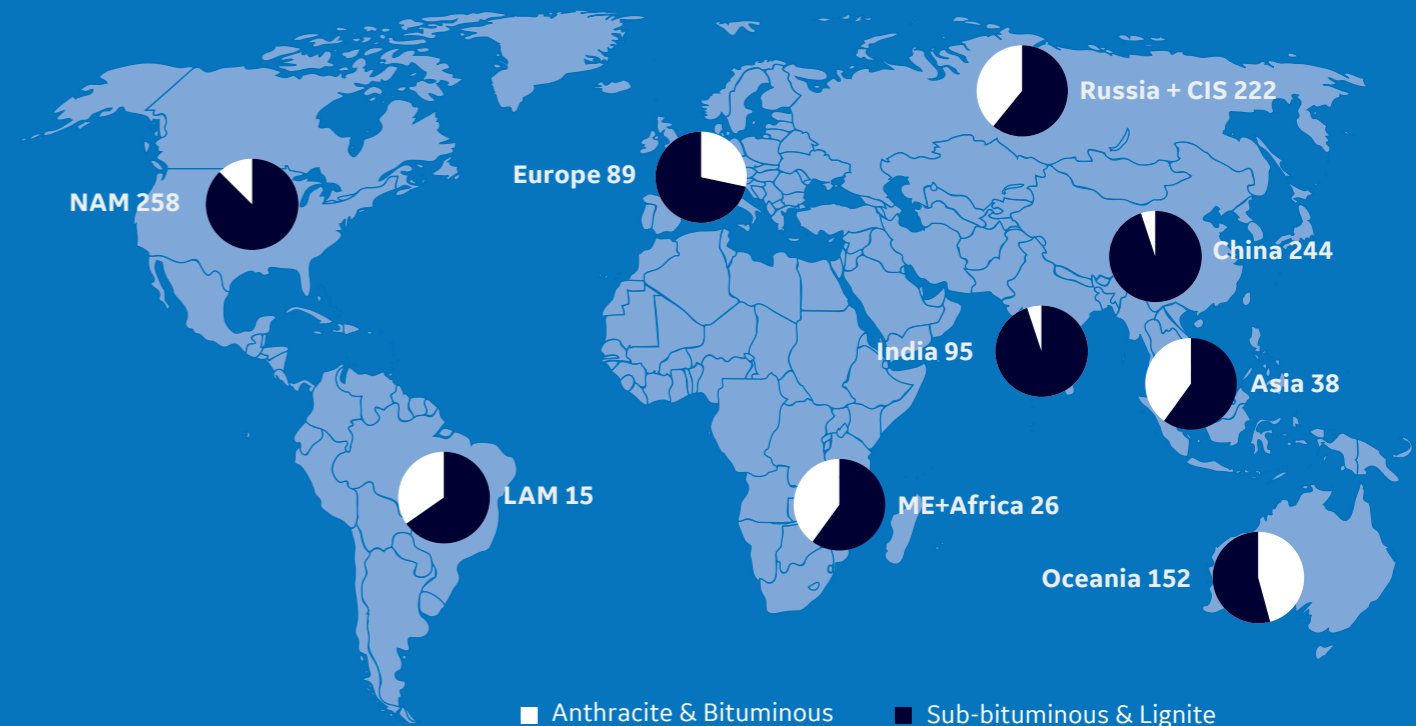 Russia + CIS 222
Europe 89
NAM 258
China 244
India 95
Asia 38
LAM 15
ME+Africa 26
Oceania 152
Anthracite & Bituminous
Sub-bituminous & Lignite